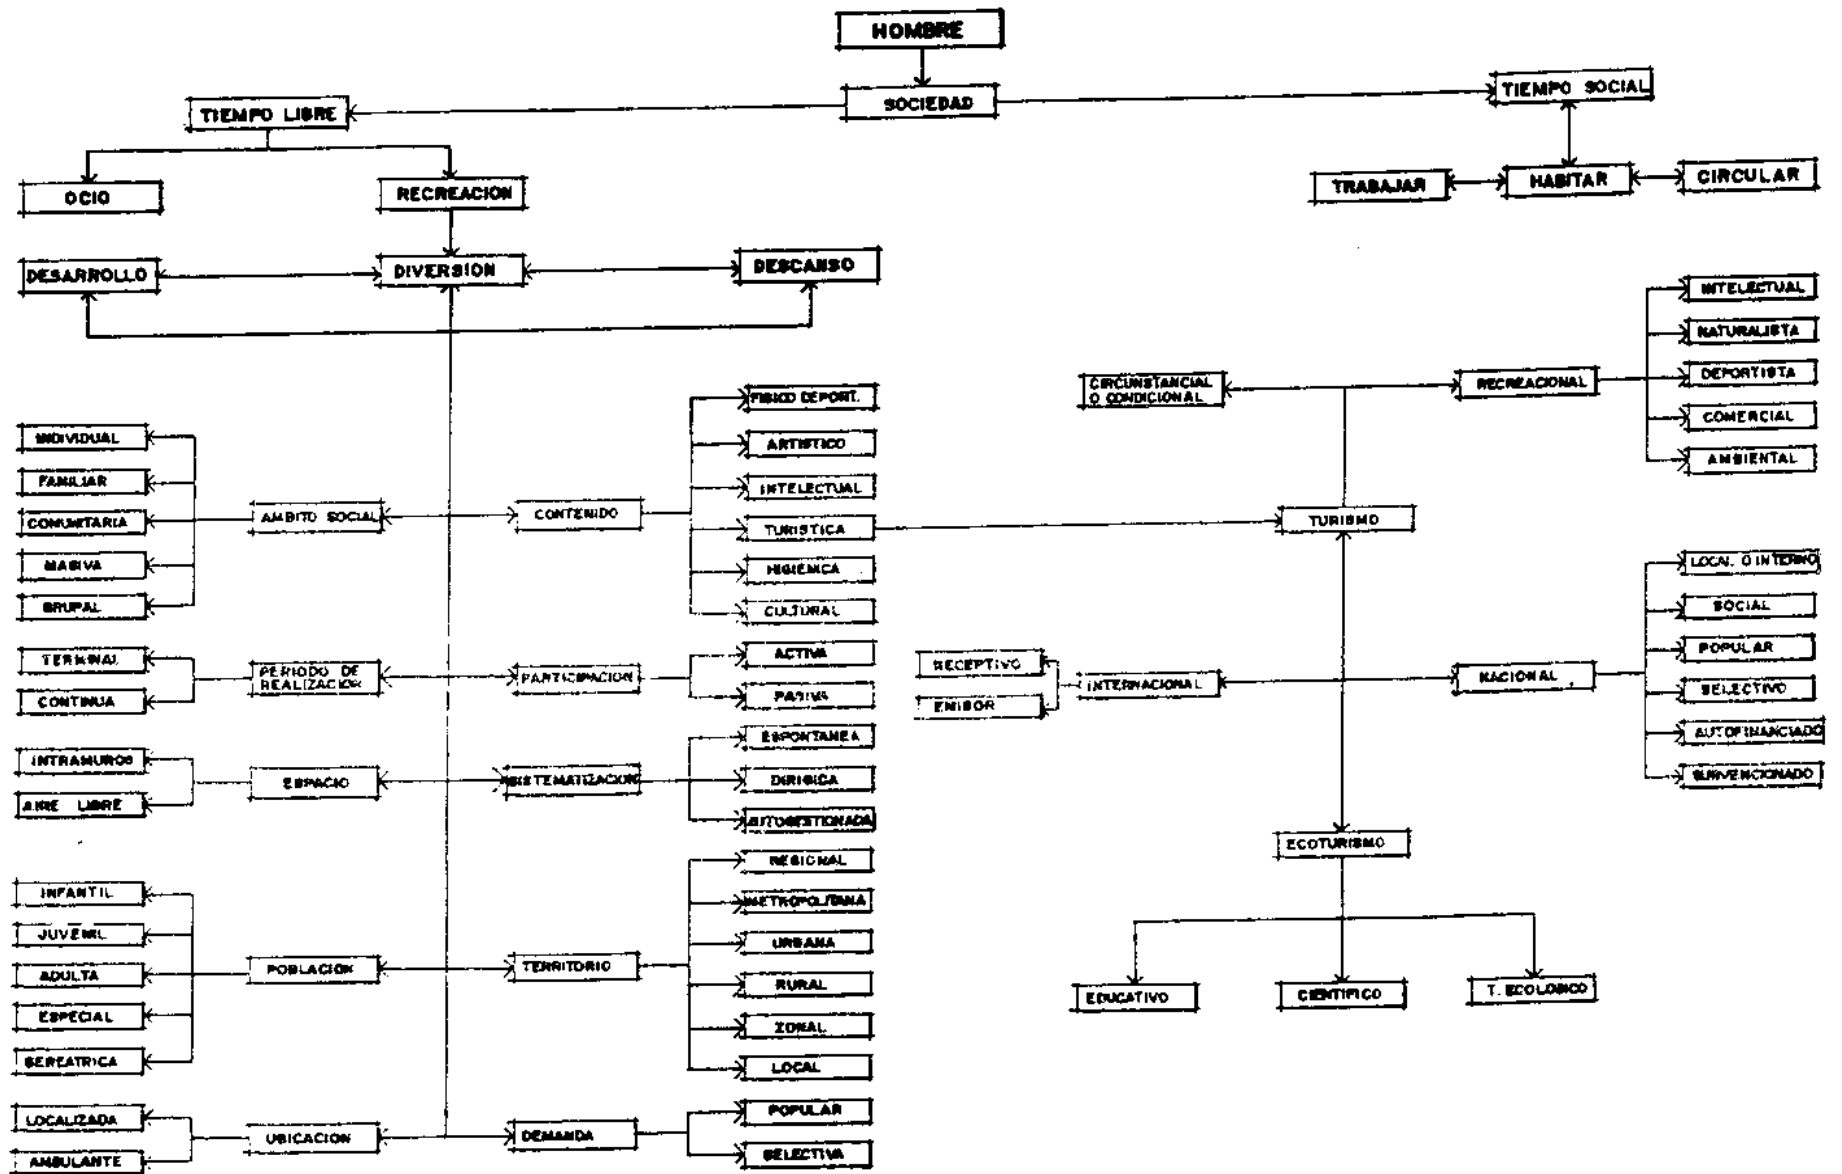 HOMBRE
SOCIEDAD
TIEMPO LIBRE
TIEMPO SOCIAL
OCIO
RECREACION
TRABAJAR
HABITAR
CIRCULAR
DESARROLLO
DIVERSION
DESCANSO
INDIVIDUAL
FAMILIAR
COMUNITARIA
MASIVA
GRUPAL
AMBITO SOCIAL
CONTENIDO
FISICO DEPORT.
ARTISTICO
INTELECTUAL
TURISTICA
HIGIENICA
CULTURAL
TERMINAL
CONTINUA
PERIODO DE
REALIZACION
PARTICIPACION
ACTIVA
PASIVA
INTRAMUROS
AIRE LIBRE
ESPACIO
SISTEMATIZACION
ESPONTANEA
DIRIGIDA
AUTOGESTIONADA
INFANTIL
JUVENIL
ADULTA
ESPECIAL
GEREATRICA
POBLACION
TERRITORIO
REGIONAL
METROPOLITANA
URBANA
RURAL
ZONAL
LOCAL
LOCALIZADA
AMBULANTE
UBICACION
DEMANDA
POPULAR
SELECTIVA
CIRCUNSTANCIAL
O CONDICIONAL
RECREACIONAL
INTELECTUAL
NATURALISTA
DEPORTISTA
COMERCIAL
AMBIENTAL
TURISMO
RECEPTIVO
EMISOR
INTERNACIONAL
NACIONAL
LOCAL O INTERNO
SOCIAL
POPULAR
SELECTIVO
AUTOFINANCIADO
SUBVENCIONADO
ECOTURISMO
EDUCATIVO
CIENTIFICO
T. ECOLOGICO